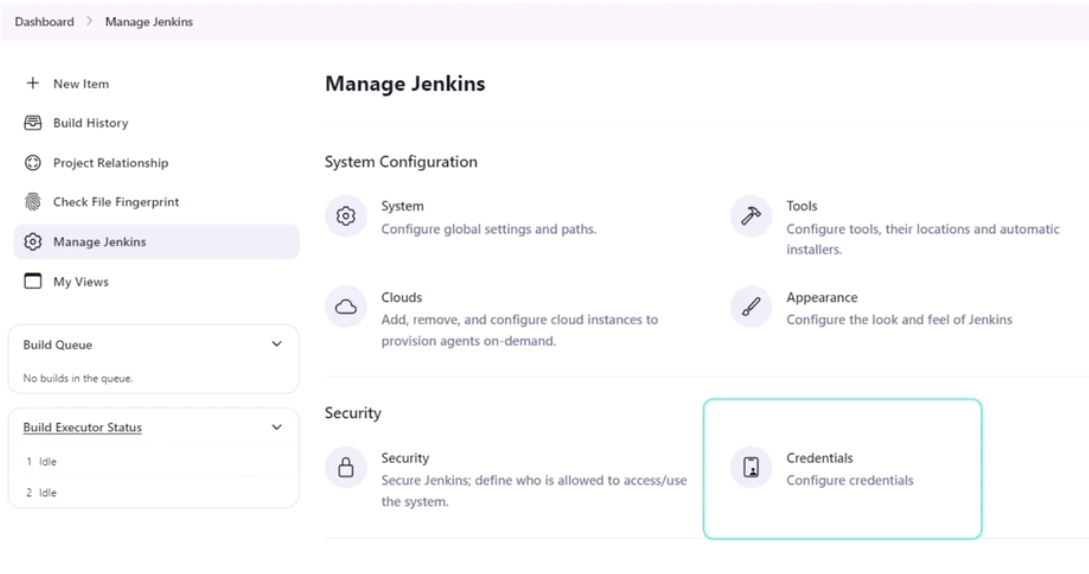 Dashboard > Manage Jenkins
New Item
Build History
Project Relationship
Check File Fingerprint
Manage Jenkins
My Views
Build Queue
No builds in the queue.
Build Executor Status
1 Idle
2 Idle
Manage Jenkins
System Configuration
System
Configure global settings and paths.
Tools
Configure tools, their locations and automatic
installers.
Clouds
Add, remove, and configure cloud instances to
provision agents on-demand.
Appearance
Configure the look and feel of Jenkins
Security
Security
Secure Jenkins; define who is allowed to access/use
the system.
Credentials
Configure credentials